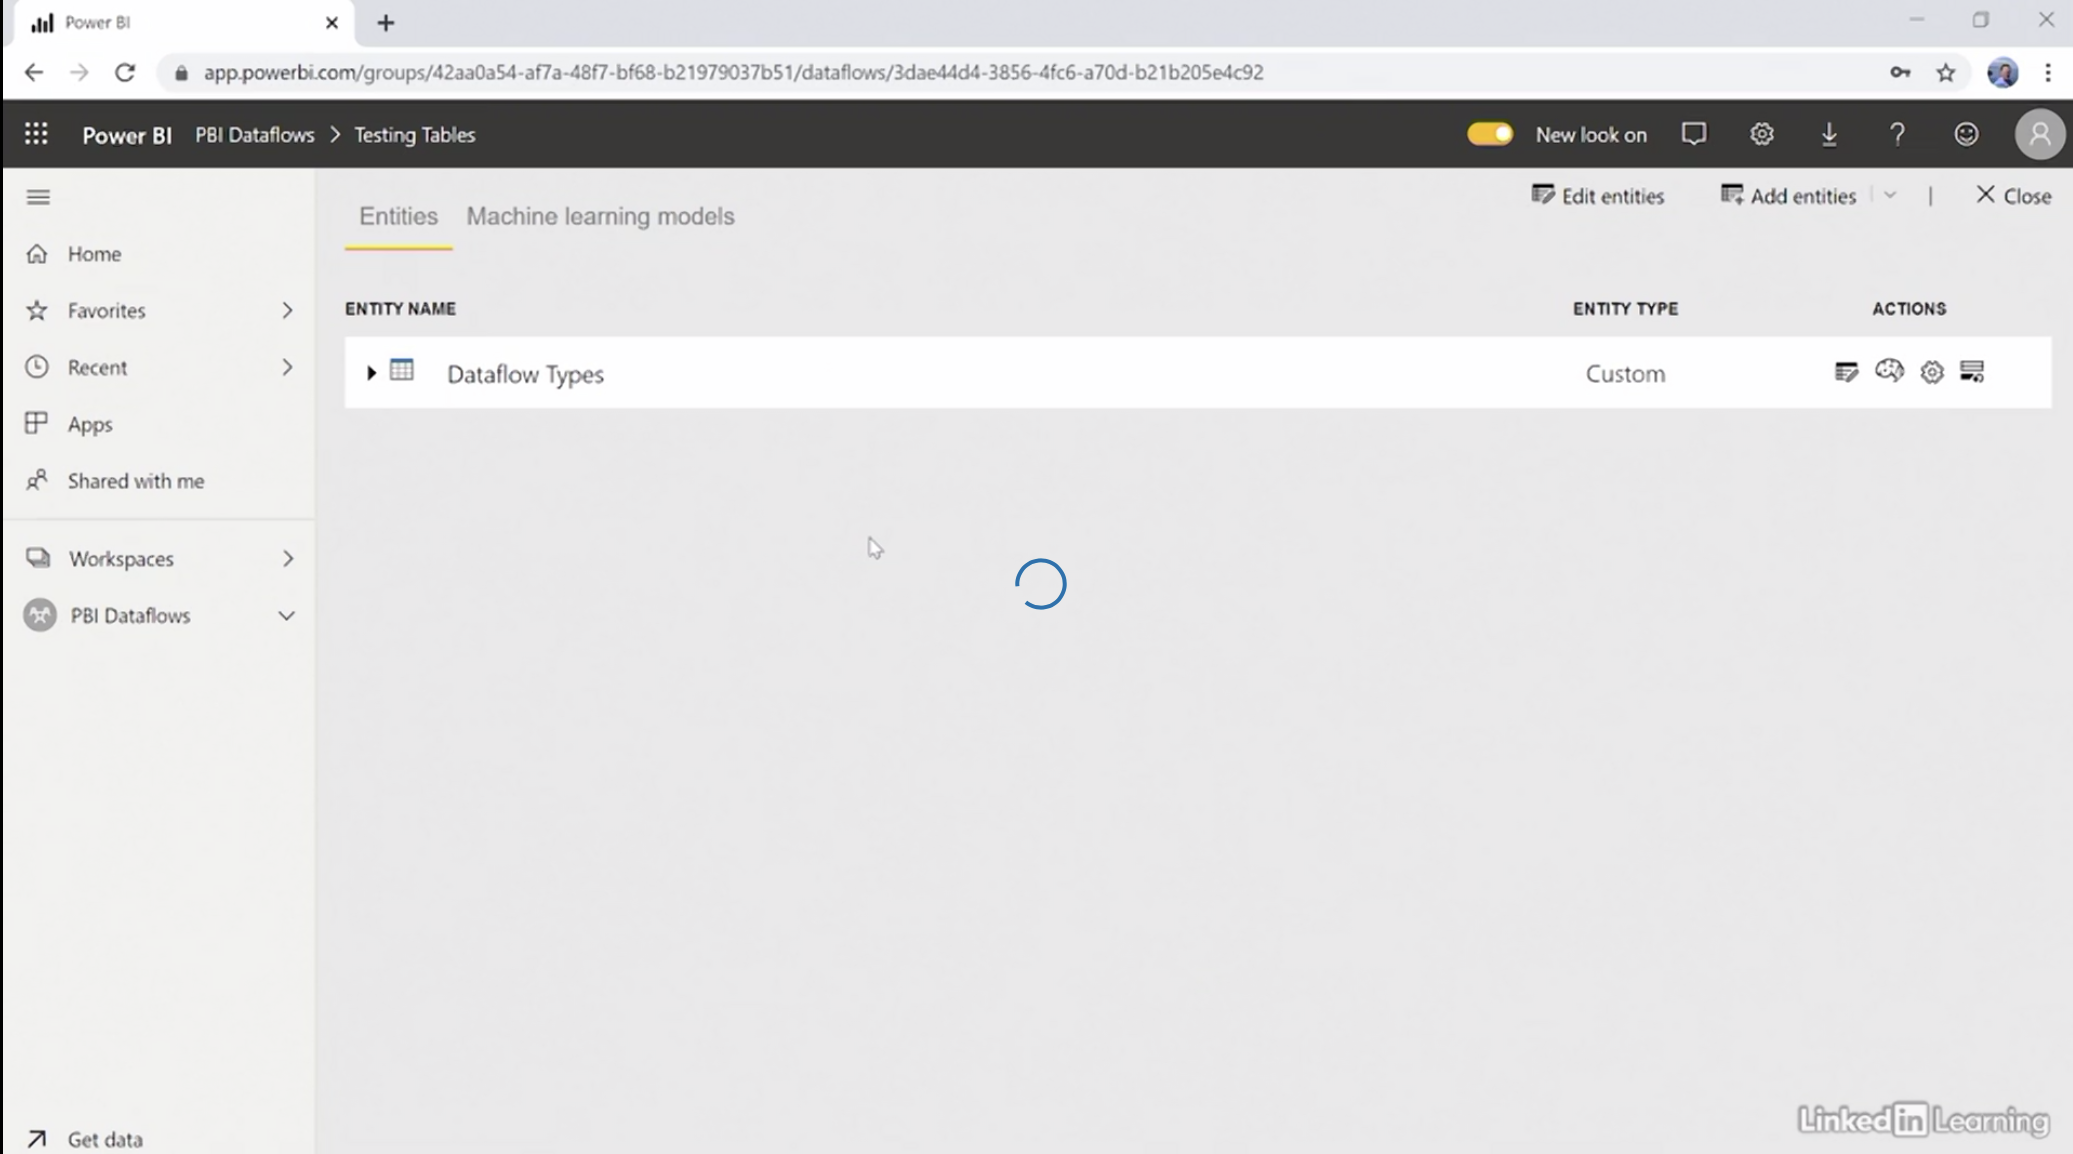 Power BI
app.powerbi.com/groups/42aa0a54-af7a-48f7-bf68-b21979037b51/dataflows/3dae44d4-3856-4fc6-a70d-b21b205e4c92
Power BI PBI Dataflows > Testing Tables New look on
Edit entities Add entities | Close
Entities Machine learning models
Home
Favorites
Recent
Apps
Shared with me
Workspaces
PBI Dataflows
Get data
ENTITY NAME ENTITY TYPE ACTIONS
Dataflow Types Custom
Linked in Learning